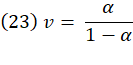 (23) v = α / (1 − α)